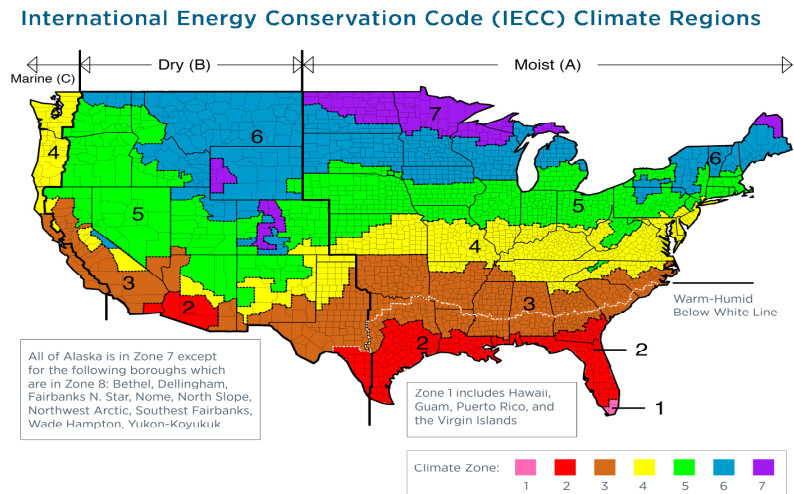 International Energy Conservation Code (IECC) Climate Regions
Marine (C)
Dry (B)
Moist (A)
7
6
6
4
5
5
4
3
3
2
2
2
1
Warm-Humid
Below White Line
All of Alaska is in Zone 7 except
for the following boroughs which
are in Zone 8: Bethel, Dellingham,
Fairbanks N. Star, Nome, North Slope,
Northwest Arctic, Southest Fairbanks,
Wade Hampton, Yukon-Koyukuk
Zone 1 includes Hawaii,
Guam, Puerto Rico, and
the Virgin Islands
Climate Zone:
1 2 3 4 5 6 7